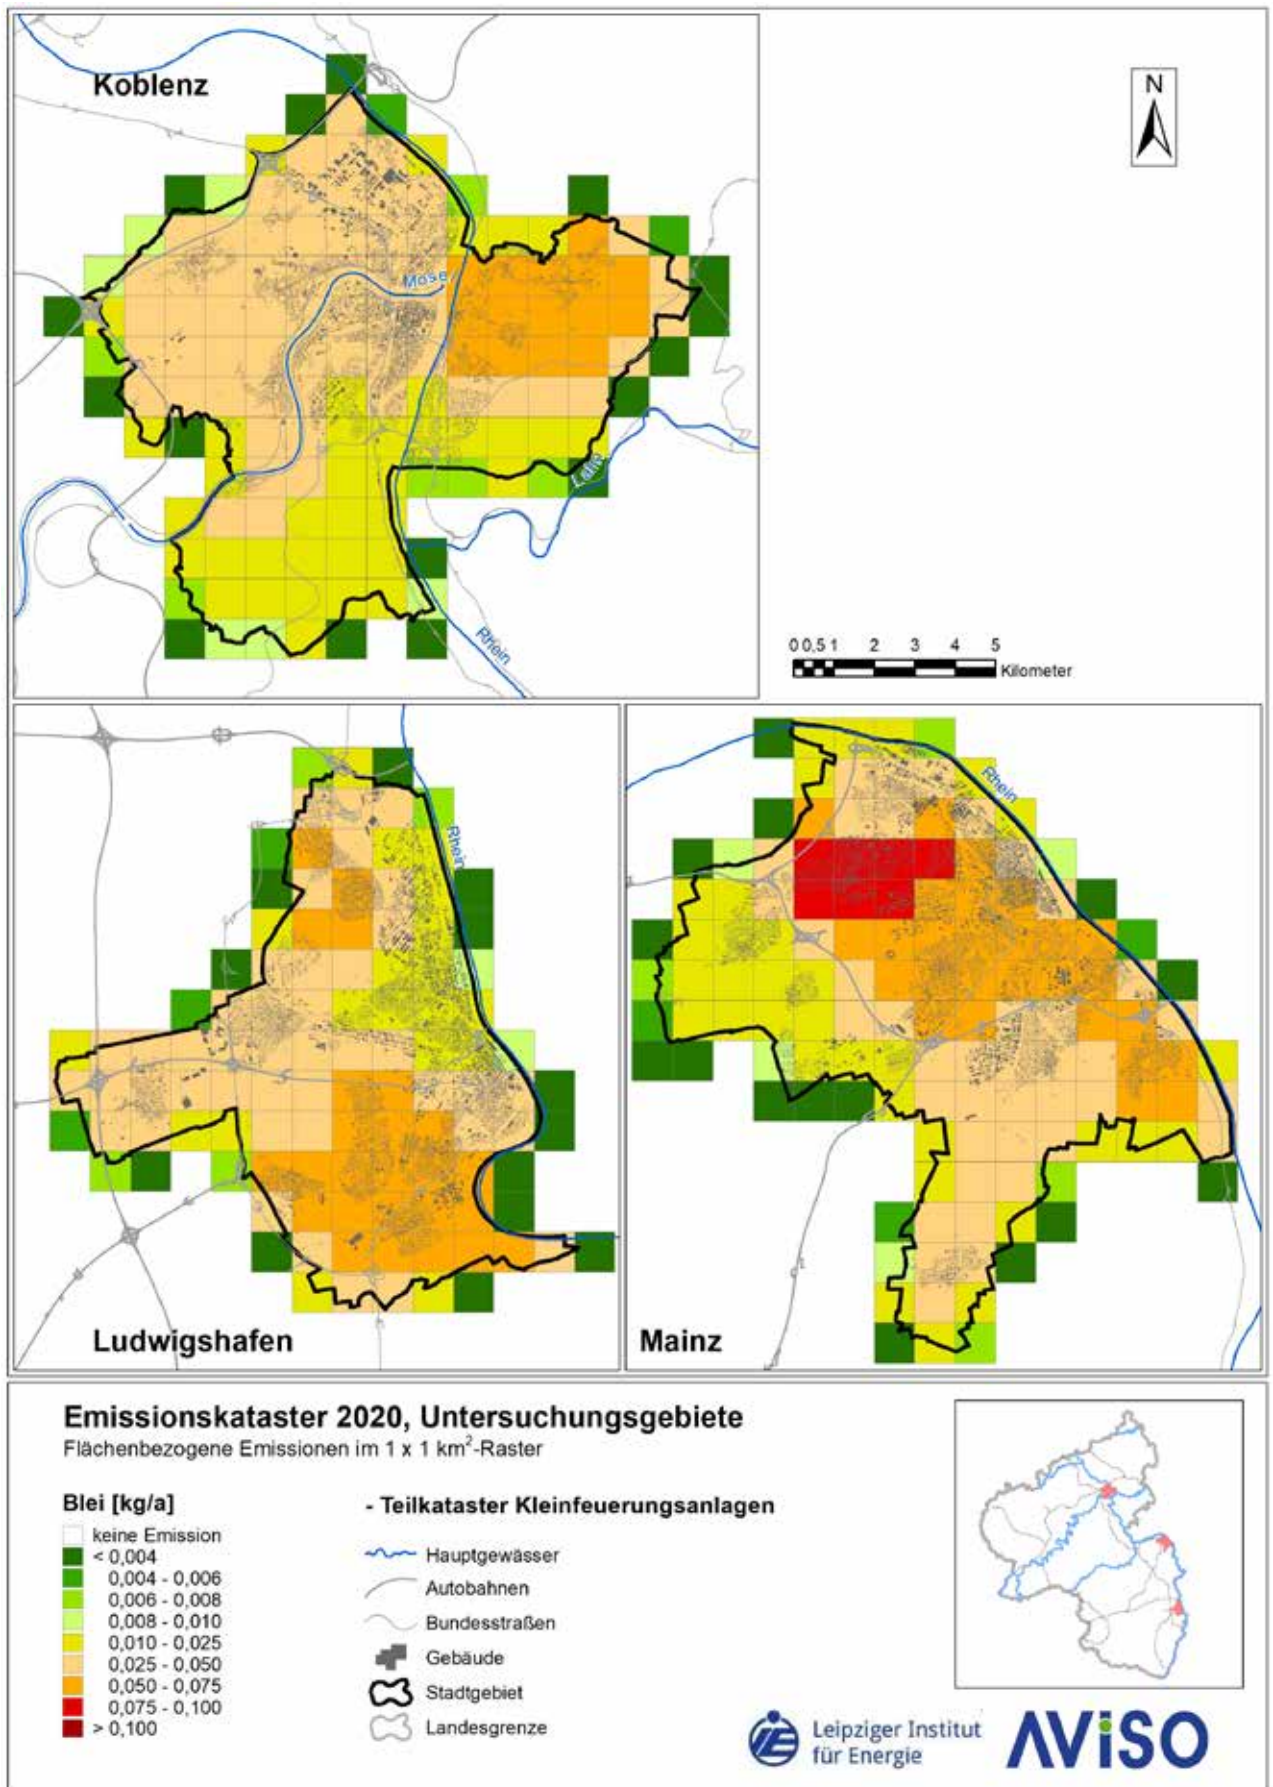 Koblenz
N
Mose
Lahn
Rhein
0 0,5 1 2 3 4 5
Kilometer
Rhein
Ludwigshafen
Rhein
Mainz
Emissionskataster 2020, Untersuchungsgebiete
Flächenbezogene Emissionen im 1 x 1 km²-Raster
Blei [kg/a]
keine Emission
< 0,004
0,004 - 0,006
0,006 - 0,008
0,008 - 0,010
0,010 - 0,025
0,025 - 0,050
0,050 - 0,075
0,075 - 0,100
> 0,100
- Teilkataster Kleinfeuerungsanlagen
Hauptgewässer
Autobahnen
Bundesstraßen
Gebäude
Stadtgebiet
Landesgrenze
Leipziger Institut
für Energie
AViSO